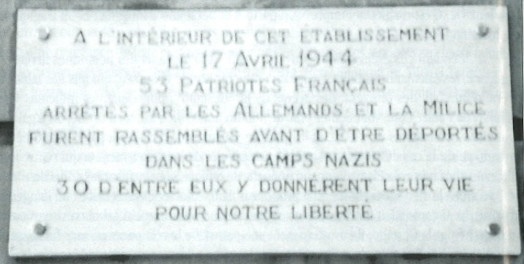 A L'INTÉRIEUR DE CET ÉTABLISSEMENT
LE 17 AVRIL 1944
53 PATRIOTES FRANÇAIS
ARRÊTÉS PAR LES ALLEMANDS ET LA MILICE
FURENT RASSEMBLÉS AVANT D'ÊTRE DÉPORTÉS
DANS LES CAMPS NAZIS
30 D'ENTRE EUX Y DONNÈRENT LEUR VIE
POUR NOTRE LIBERTÉ